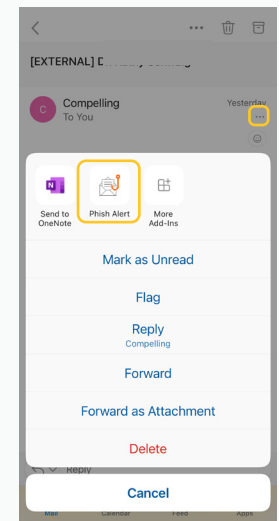 [EXTERNAL]
C
Compelling
Yesterday
To You
N
Send to OneNote
Phish Alert
More Add-Ins
Mark as Unread
Flag
Reply
Compelling
Forward
Forward as Attachment
Delete
Reply
Cancel
Mail Calendar Feed Apps